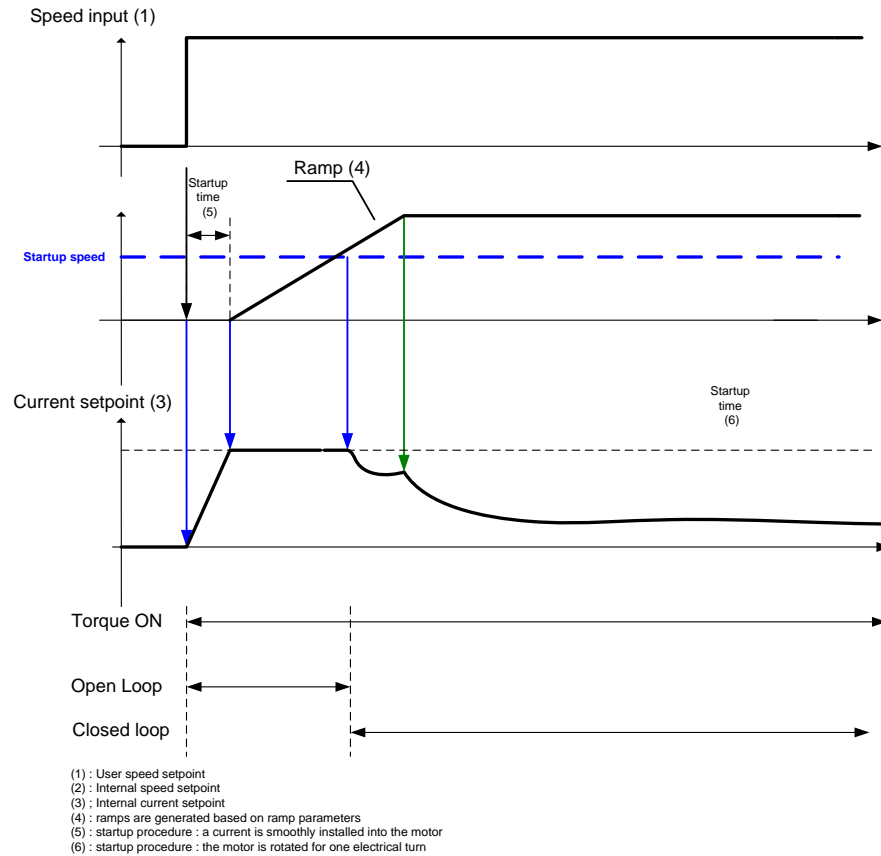 Speed input (1)
Ramp (4)
Startup
time
(5)
Startup speed
Current setpoint (3)
Startup
time
(6)
Torque ON
Open Loop
Closed loop
(1) : User speed setpoint
(2) : Internal speed setpoint
(3) ; Internal current setpoint
(4) : ramps are generated based on ramp parameters
(5) : startup procedure : a current is smoothly installed into the motor
(6) : startup procedure : the motor is rotated for one electrical turn